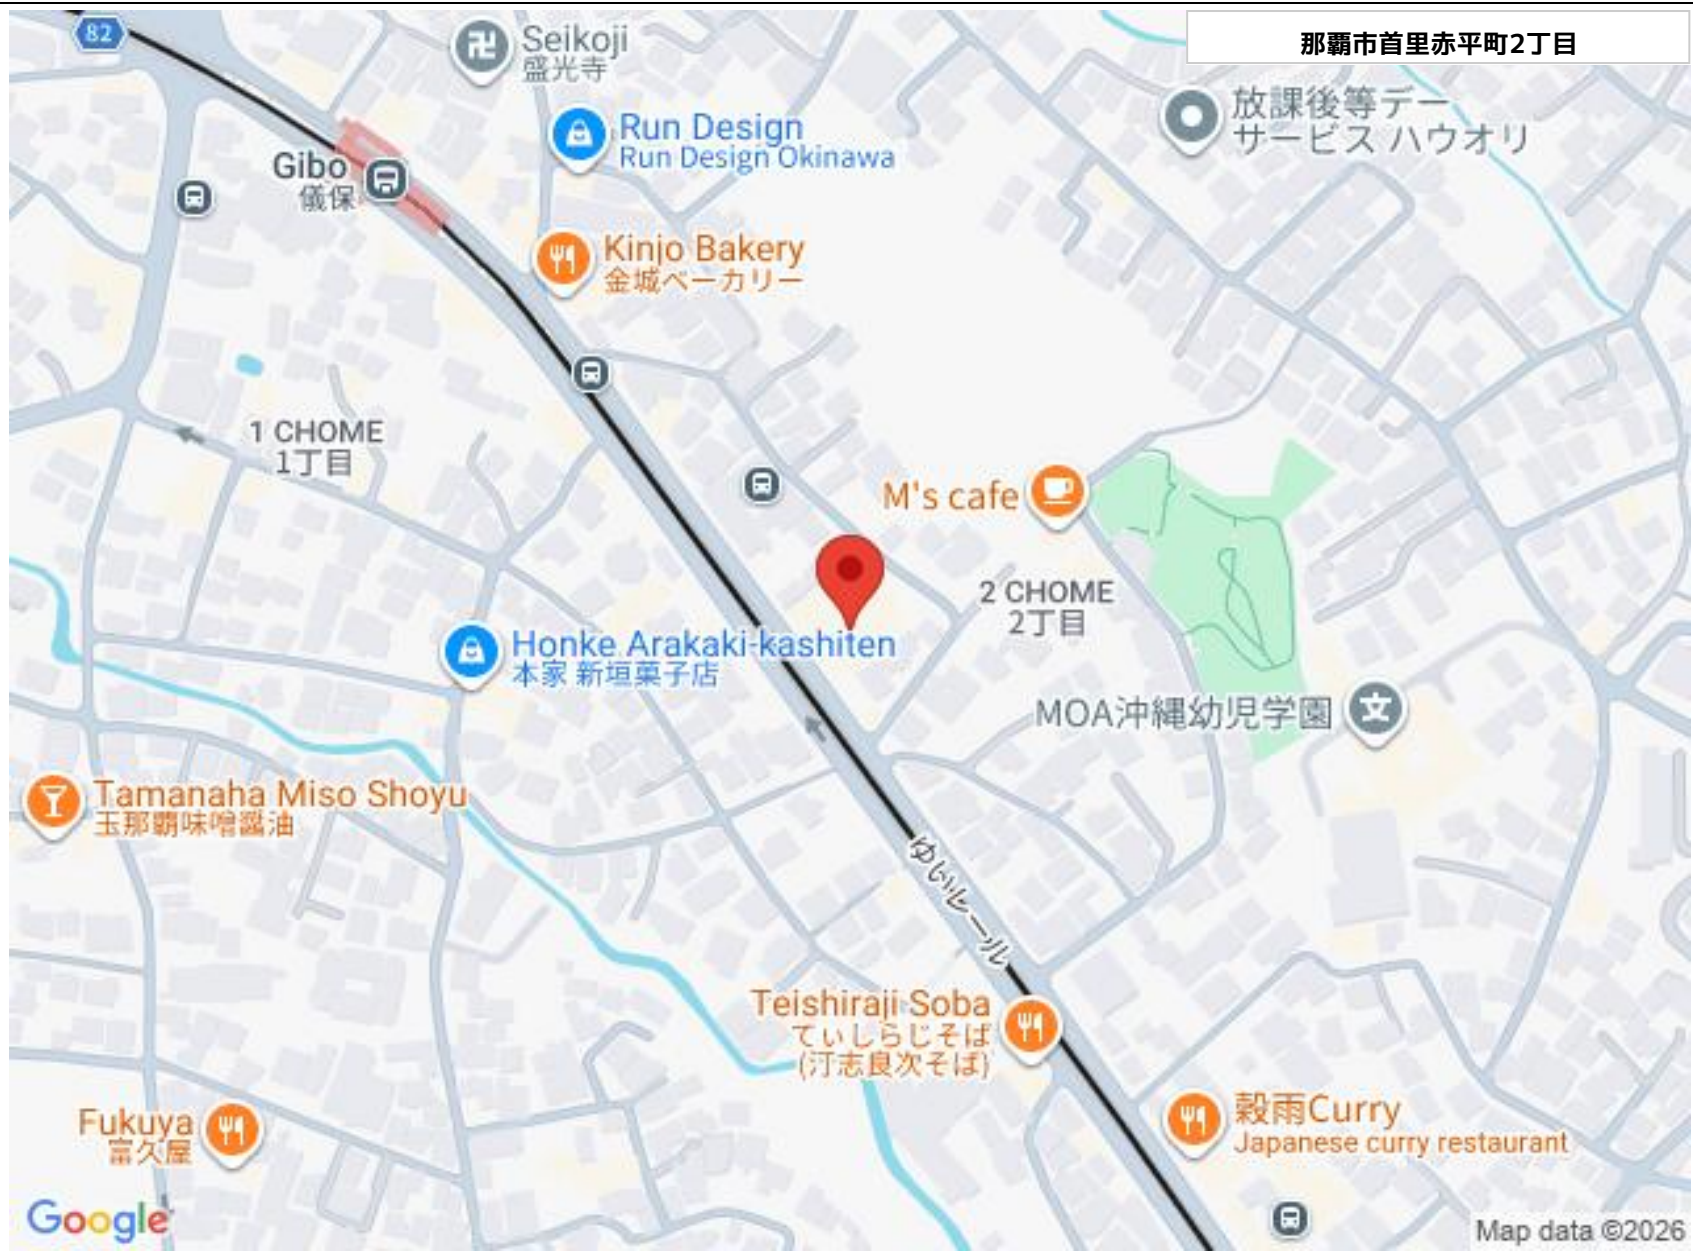 82
那覇市首里赤平町2丁目
Seikoji
盛光寺
放課後等デー
サービス ハウオリ
Run Design
Run Design Okinawa
Gibo
儀保
Kinjo Bakery
金城ベーカリー
1 CHOME
1丁目
M's cafe
2 CHOME
2丁目
Honke Arakaki-kashiten
本家 新垣菓子店
MOA沖縄幼児学園
文
Tamanaha Miso Shoyu
玉那覇味噌醤油
ゆいレール
Teishiraji Soba
てぃしらじそば
(汀志良次そば)
穀雨Curry
Japanese curry restaurant
Fukuya
富久屋
Google
Map data ©2026